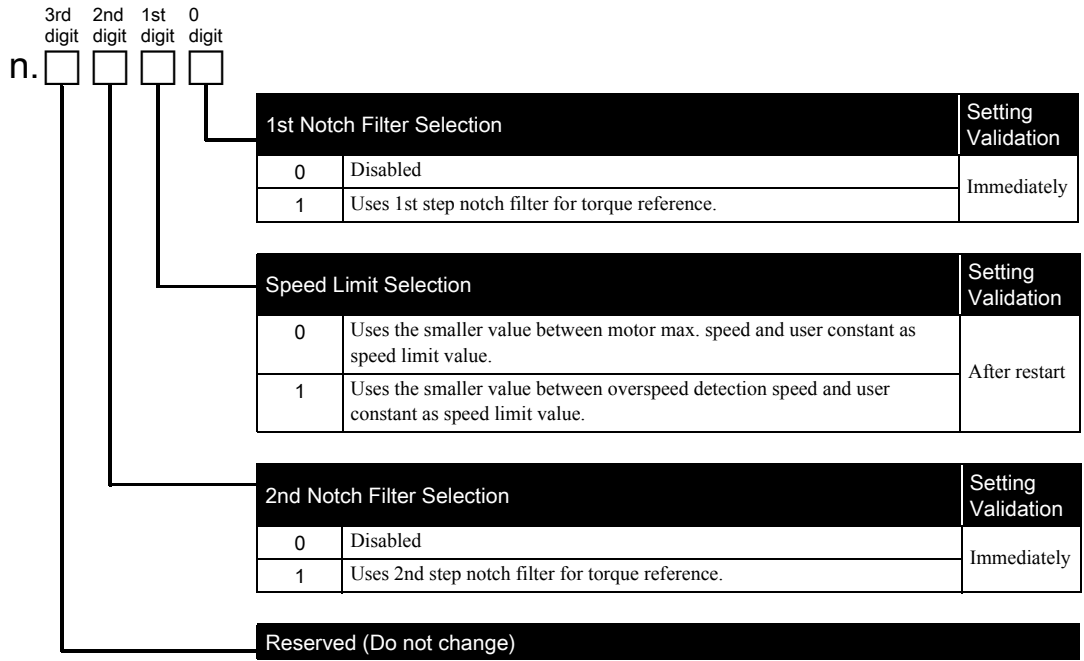 3rd digit 2nd digit 1st digit 0 digit
n.
1st Notch Filter Selection
Setting Validation
0 Disabled
1 Uses 1st step notch filter for torque reference.
Immediately
Speed Limit Selection
Setting Validation
0 Uses the smaller value between motor max. speed and user constant as
speed limit value.
1 Uses the smaller value between overspeed detection speed and user
constant as speed limit value.
After restart
2nd Notch Filter Selection
Setting Validation
0 Disabled
1 Uses 2nd step notch filter for torque reference.
Immediately
Reserved (Do not change)